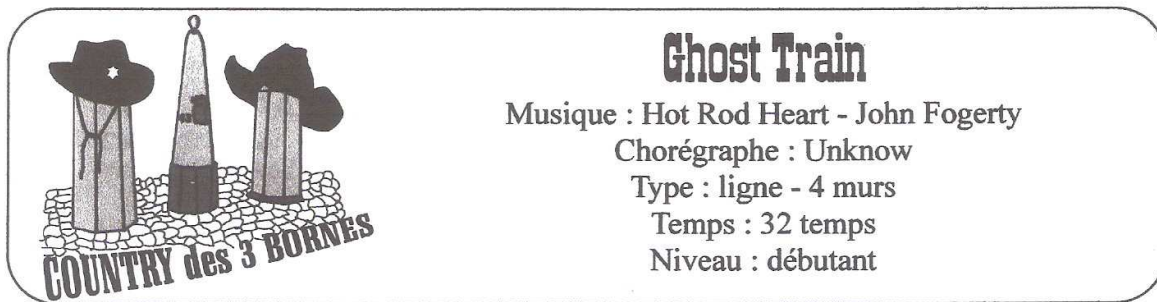 COUNTRY des 3 BORNES
Ghost Train
Musique : Hot Rod Heart - John Fogerty
Chorégraphe : Unknow
Type : ligne - 4 murs
Temps : 32 temps
Niveau : débutant